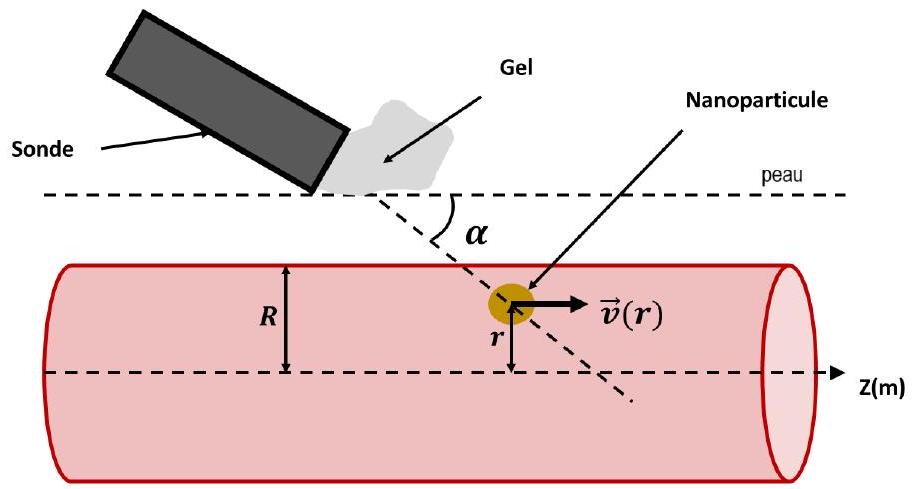 Gel
Nanoparticule
Sonde
peau
α
R
r
v⃗(r)
Z(m)